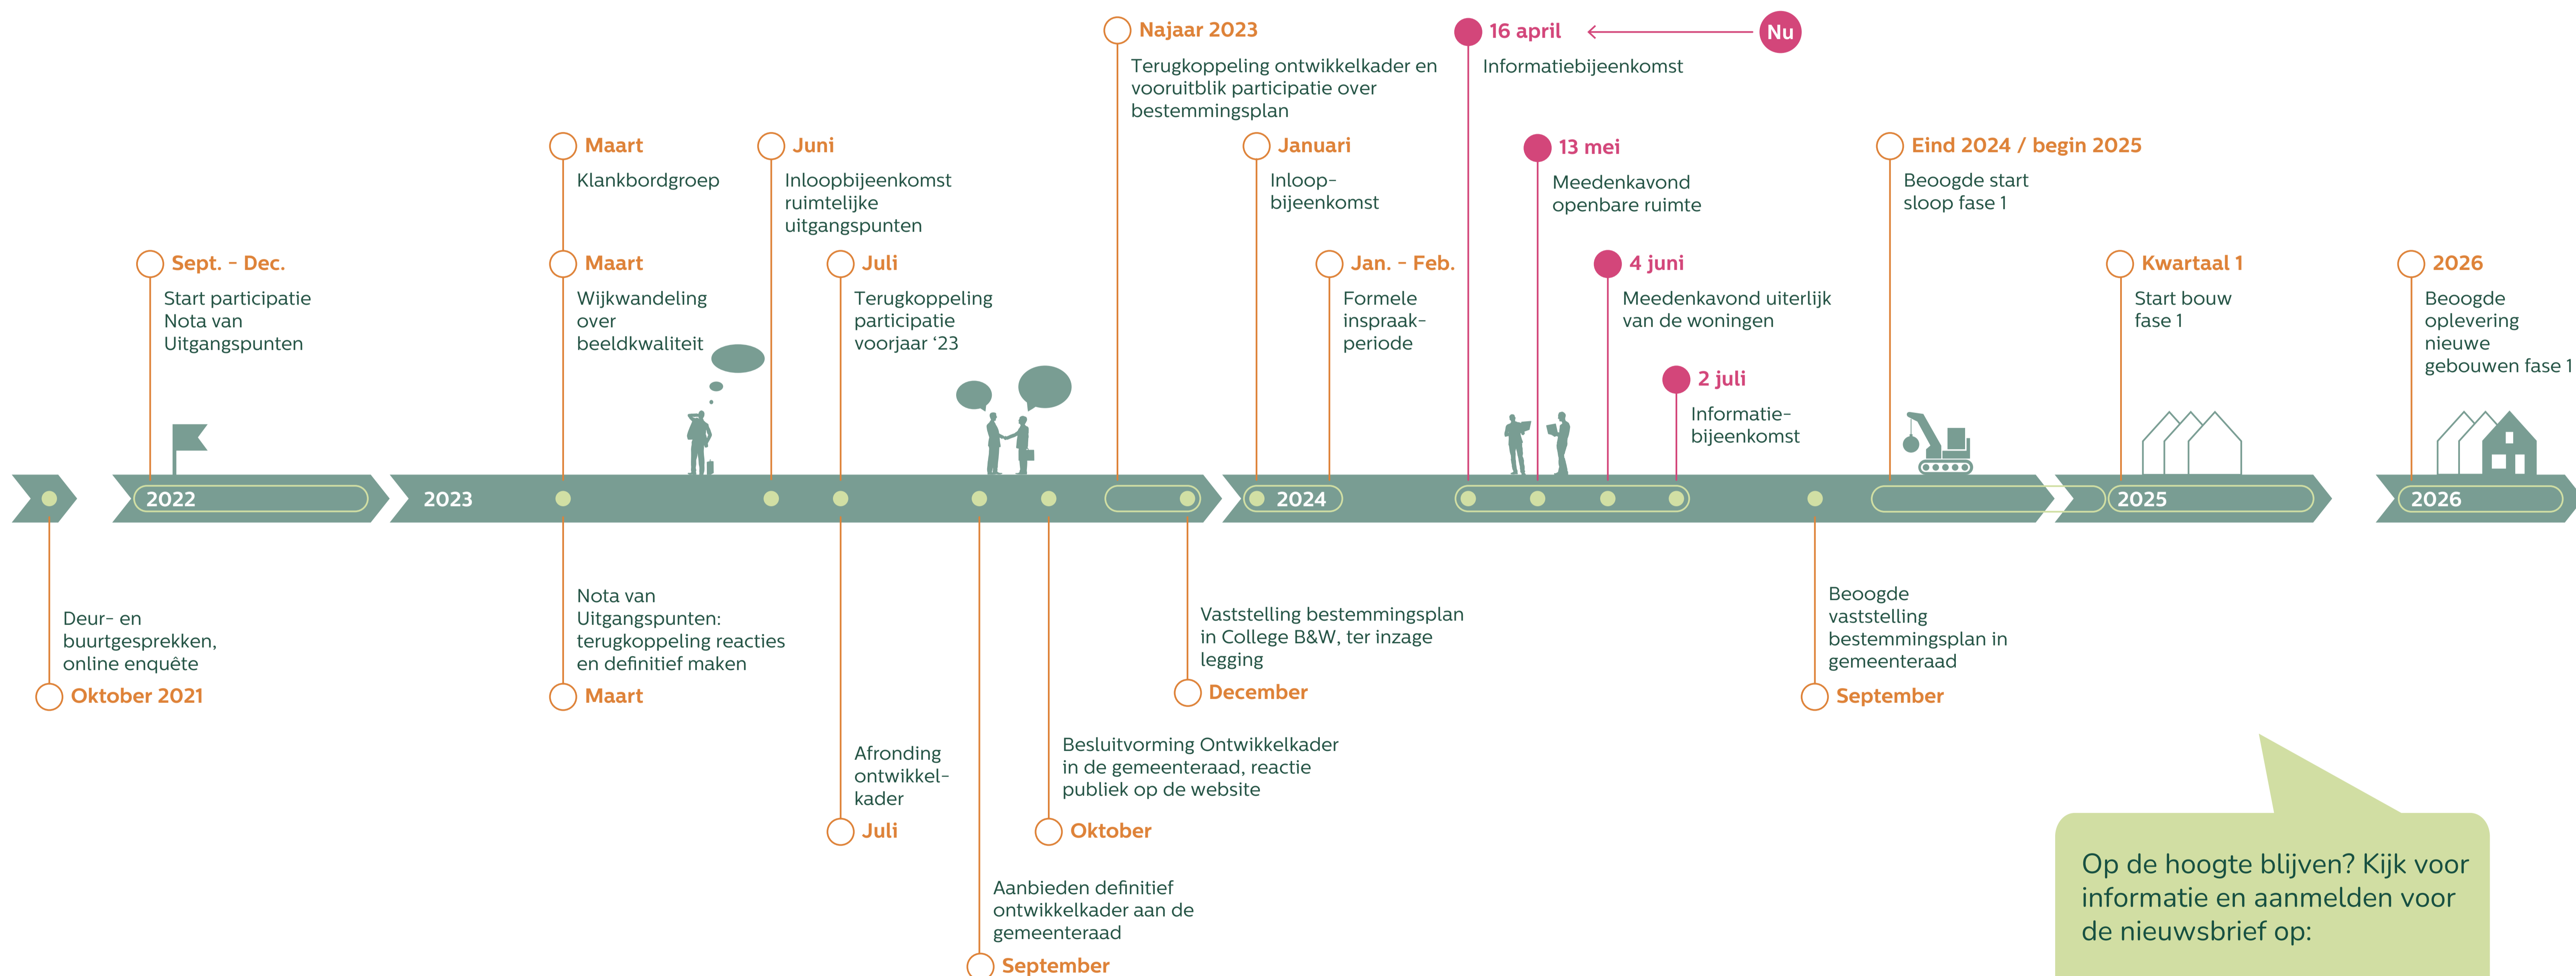 Najaar 2023
Terugkoppeling ontwikkelkader en
vooruitblik participatie over
bestemmingsplan
16 april
Nu
Informatiebijeenkomst
Maart
Klankbordgroep
Juni
Inloopbijeenkomst
ruimtelijke
uitgangspunten
Januari
Inloop-
bijeenkomst
13 mei
Meedenkavond
openbare ruimte
Eind 2024 / begin 2025
Beoogde start
sloop fase 1
Sept. - Dec.
Start participatie
Nota van
Uitgangspunten
Maart
Wijkwandeling
over
beeldkwaliteit
Juli
Terugkoppeling
participatie
voorjaar ‘23
Jan. - Feb.
Formele
inspraak-
periode
4 juni
Meedenkavond uiterlijk
van de woningen
2 juli
Informatie-
bijeenkomst
Kwartaal 1
Start bouw
fase 1
2026
Beoogde
oplevering
nieuwe
gebouwen fase 1
2022
2023
2024
2025
2026
Deur- en
buurtgesprekken,
online enquête
Oktober 2021
Nota van
Uitgangspunten:
terugkoppeling reacties
en definitief maken
Maart
Afronding
ontwikkel-
kader
Juli
Aanbieden definitief
ontwikkelkader aan de
gemeenteraad
September
Besluitvorming Ontwikkelkader
in de gemeenteraad, reactie
publiek op de website
Oktober
Vaststelling bestemmingsplan
in College B&W, ter inzage
legging
December
Beoogde
vaststelling
bestemmingsplan in
gemeenteraad
September
Op de hoogte blijven? Kijk voor
informatie en aanmelden voor
de nieuwsbrief op: